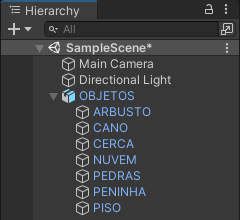 Hierarchy
All
SampleScene*
Main Camera
Directional Light
OBJETOS
ARBUSTO
CANO
CERCA
NUVEM
PEDRAS
PENINHA
PISO